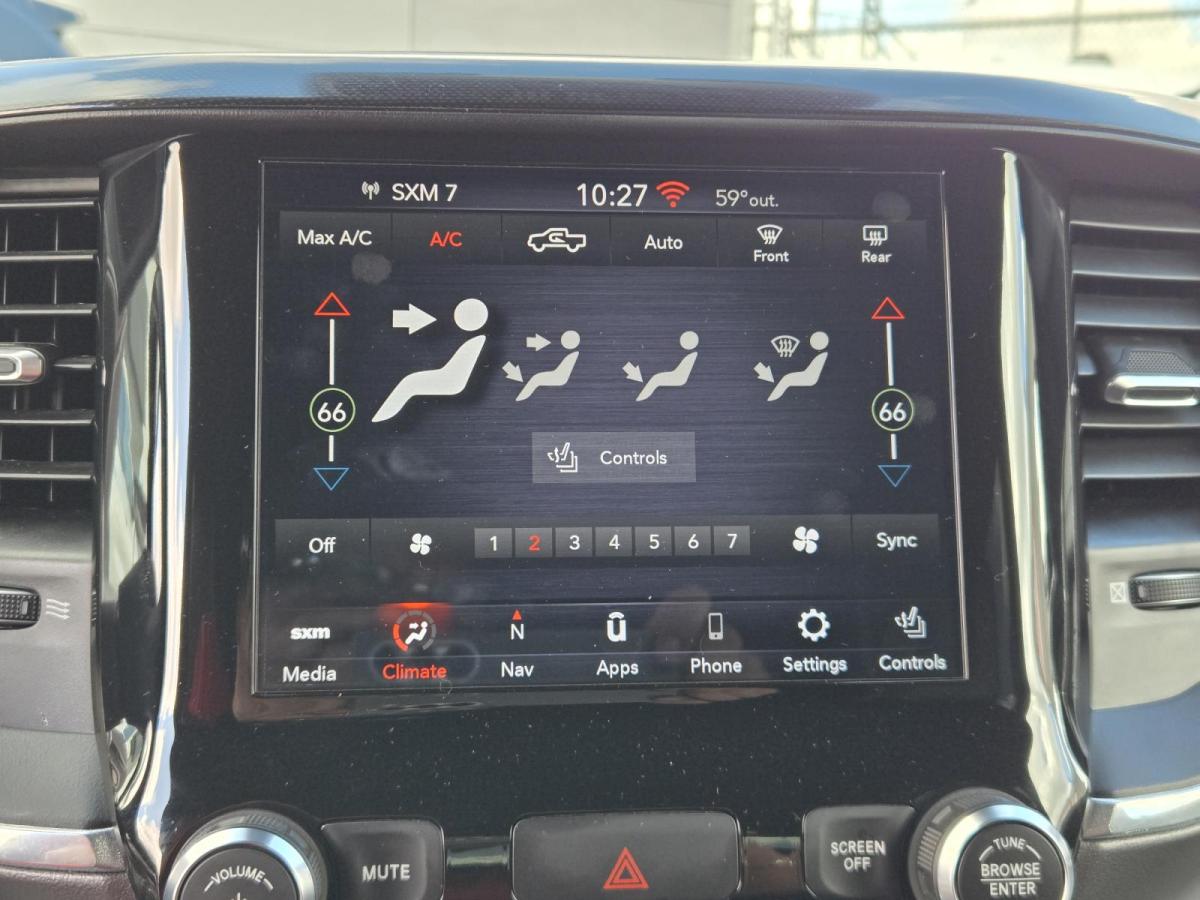 SXM 7 10:27 59°out.
Max A/C A/C Auto Front Rear
66 66
Controls
Off 1 2 3 4 5 6 7 Sync
sxm N u
Media Climate Nav Apps Phone Settings Controls
VOLUME MUTE SCREEN OFF TUNE BROWSE ENTER